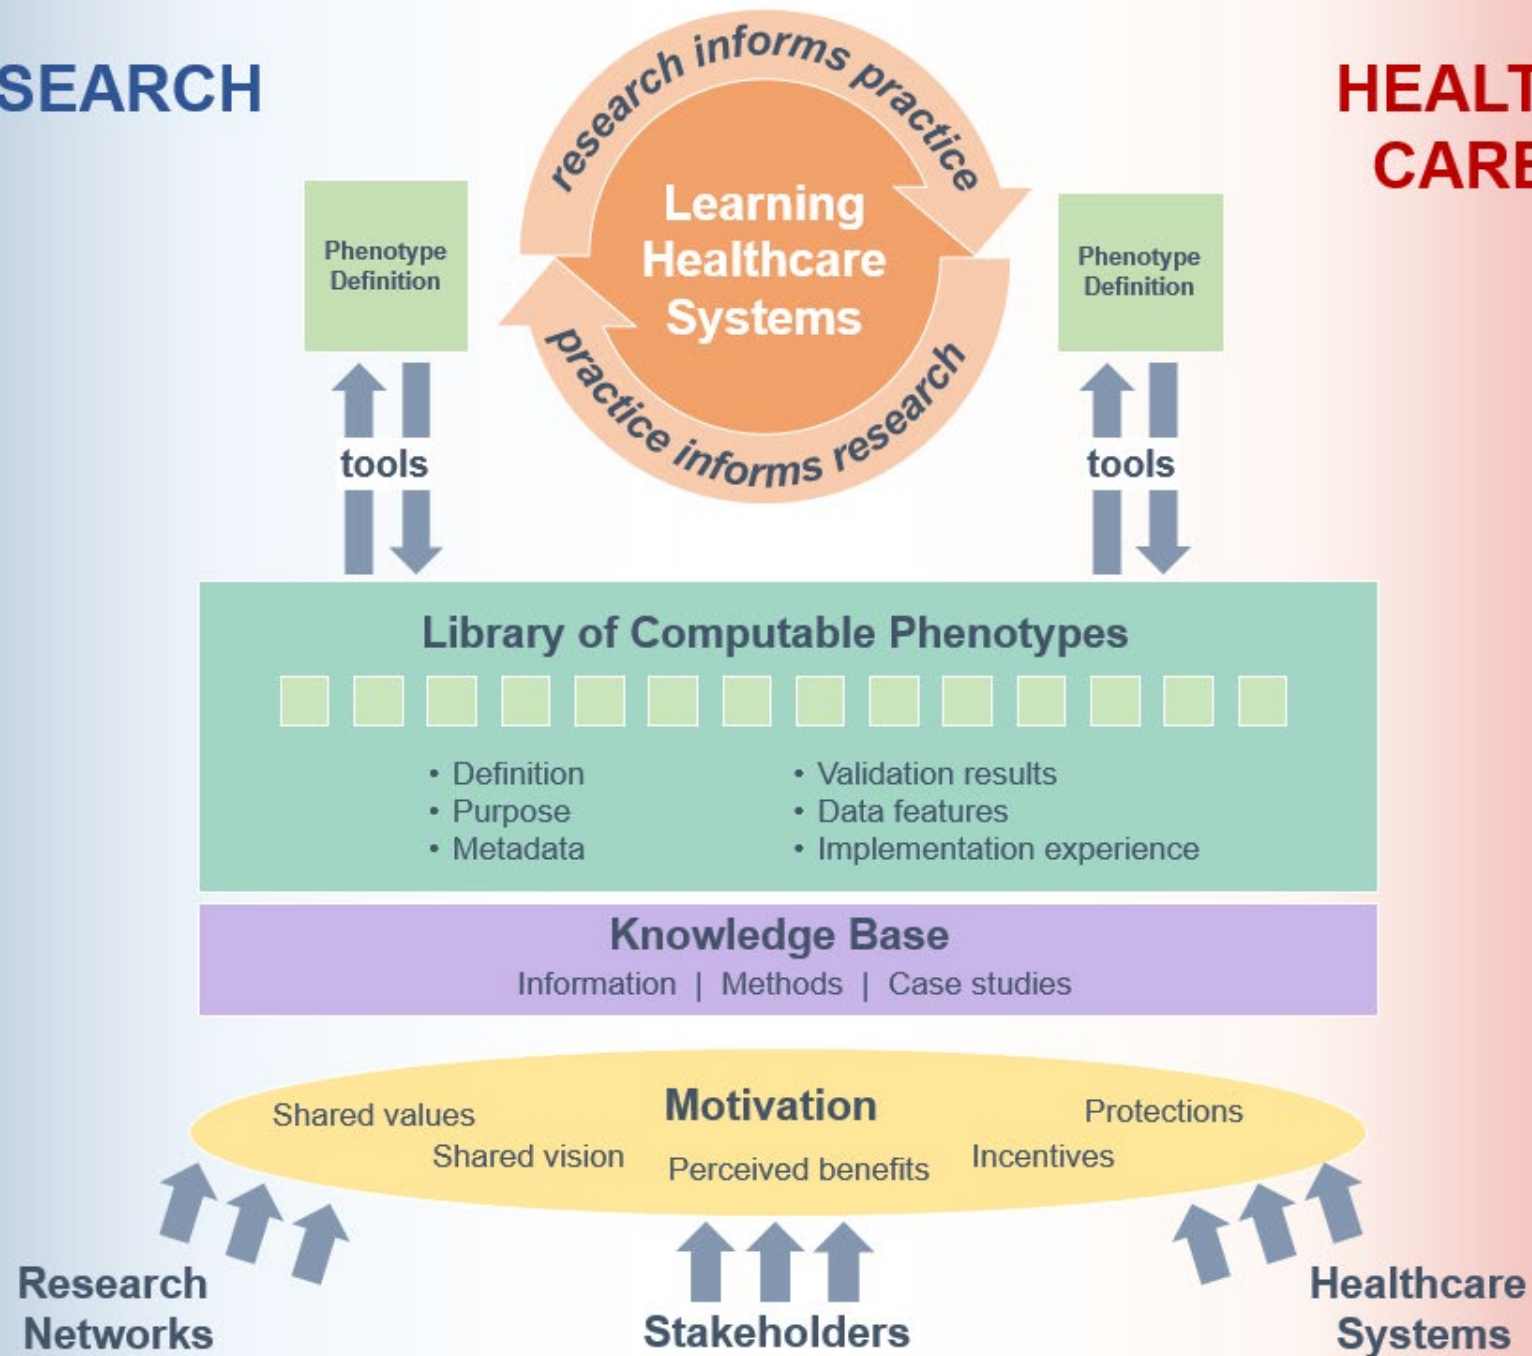 SEARCH
HEALT
CARE
research informs practice
Learning
Healthcare
Systems
practice informs research
Phenotype
Definition
Phenotype
Definition
tools
tools
Library of Computable Phenotypes
• Definition
• Purpose
• Metadata
• Validation results
• Data features
• Implementation experience
Knowledge Base
Information | Methods | Case studies
Motivation
Shared values
Shared vision
Perceived benefits
Incentives
Protections
Research
Networks
Stakeholders
Healthcare
Systems